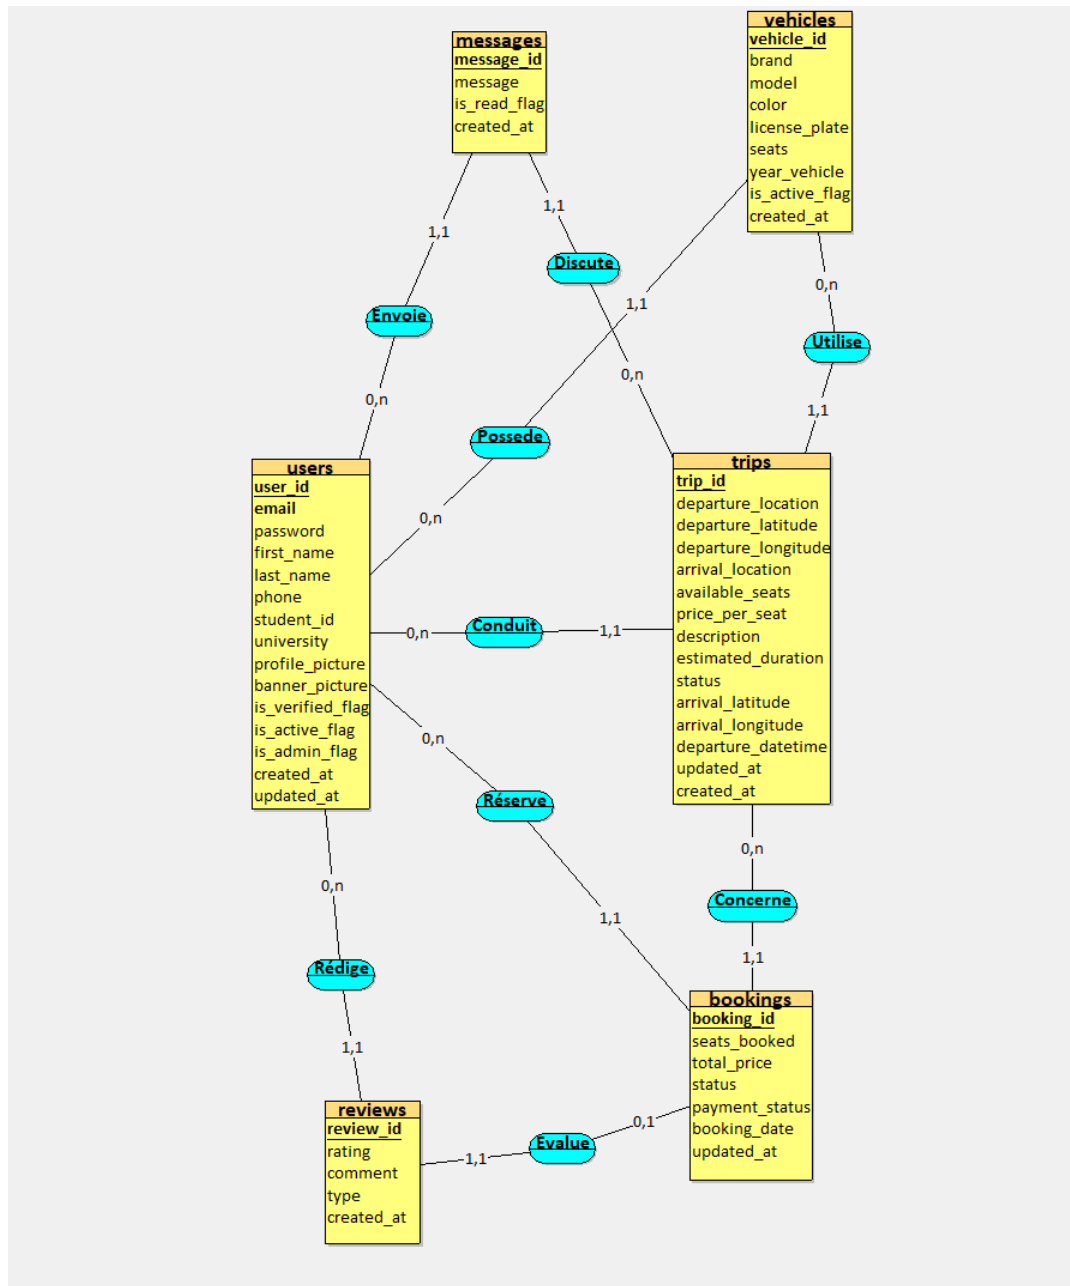 messages
message_id
message
is_read_flag
created_at
vehicles
vehicle_id
brand
model
color
license_plate
seats
year_vehicle
is_active_flag
created_at
1,1
1,1
Envoie
Discute
0,n
1,1
Utilise
0,n
0,n
1,1
Possede
0,n
users
user_id
email
password
first_name
last_name
phone
student_id
university
profile_picture
banner_picture
is_verified_flag
is_active_flag
is_admin_flag
created_at
updated_at
trips
trip_id
departure_location
departure_latitude
departure_longitude
arrival_location
available_seats
price_per_seat
description
estimated_duration
status
arrival_latitude
arrival_longitude
departure_datetime
updated_at
created_at
0,n
Conduit
1,1
0,n
Réserve
1,1
0,n
Concerne
1,1
0,n
Rédige
1,1
bookings
booking_id
seats_booked
total_price
status
payment_status
booking_date
updated_at
reviews
review_id
rating
comment
type
created_at
1,1
Evalue
0,1